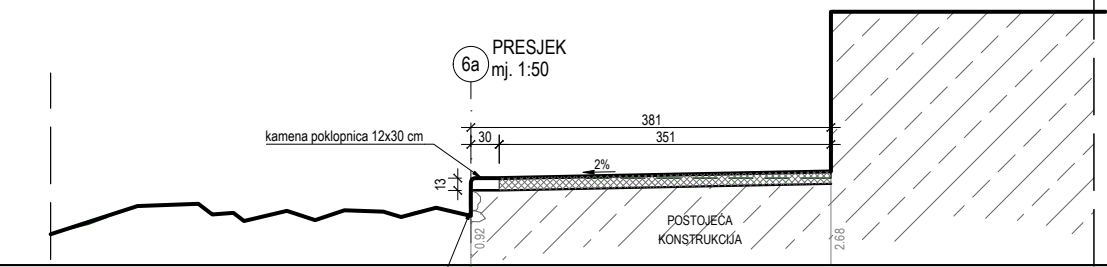 6a
PRESJEK
mj. 1:50
381
30
351
kamena poklopnica 12x30 cm
2%
13
POSTOJEĆA
KONSTRUKCIJA
0.92
2.68